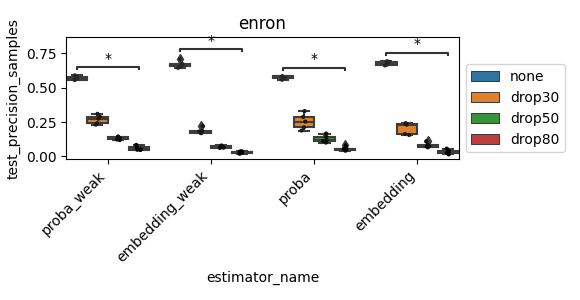 enron
test_precision_samples
0.75
0.50
0.25
0.00
*
*
*
*
none
drop30
drop50
drop80
proba_weak
embedding_weak
proba
embedding
estimator_name